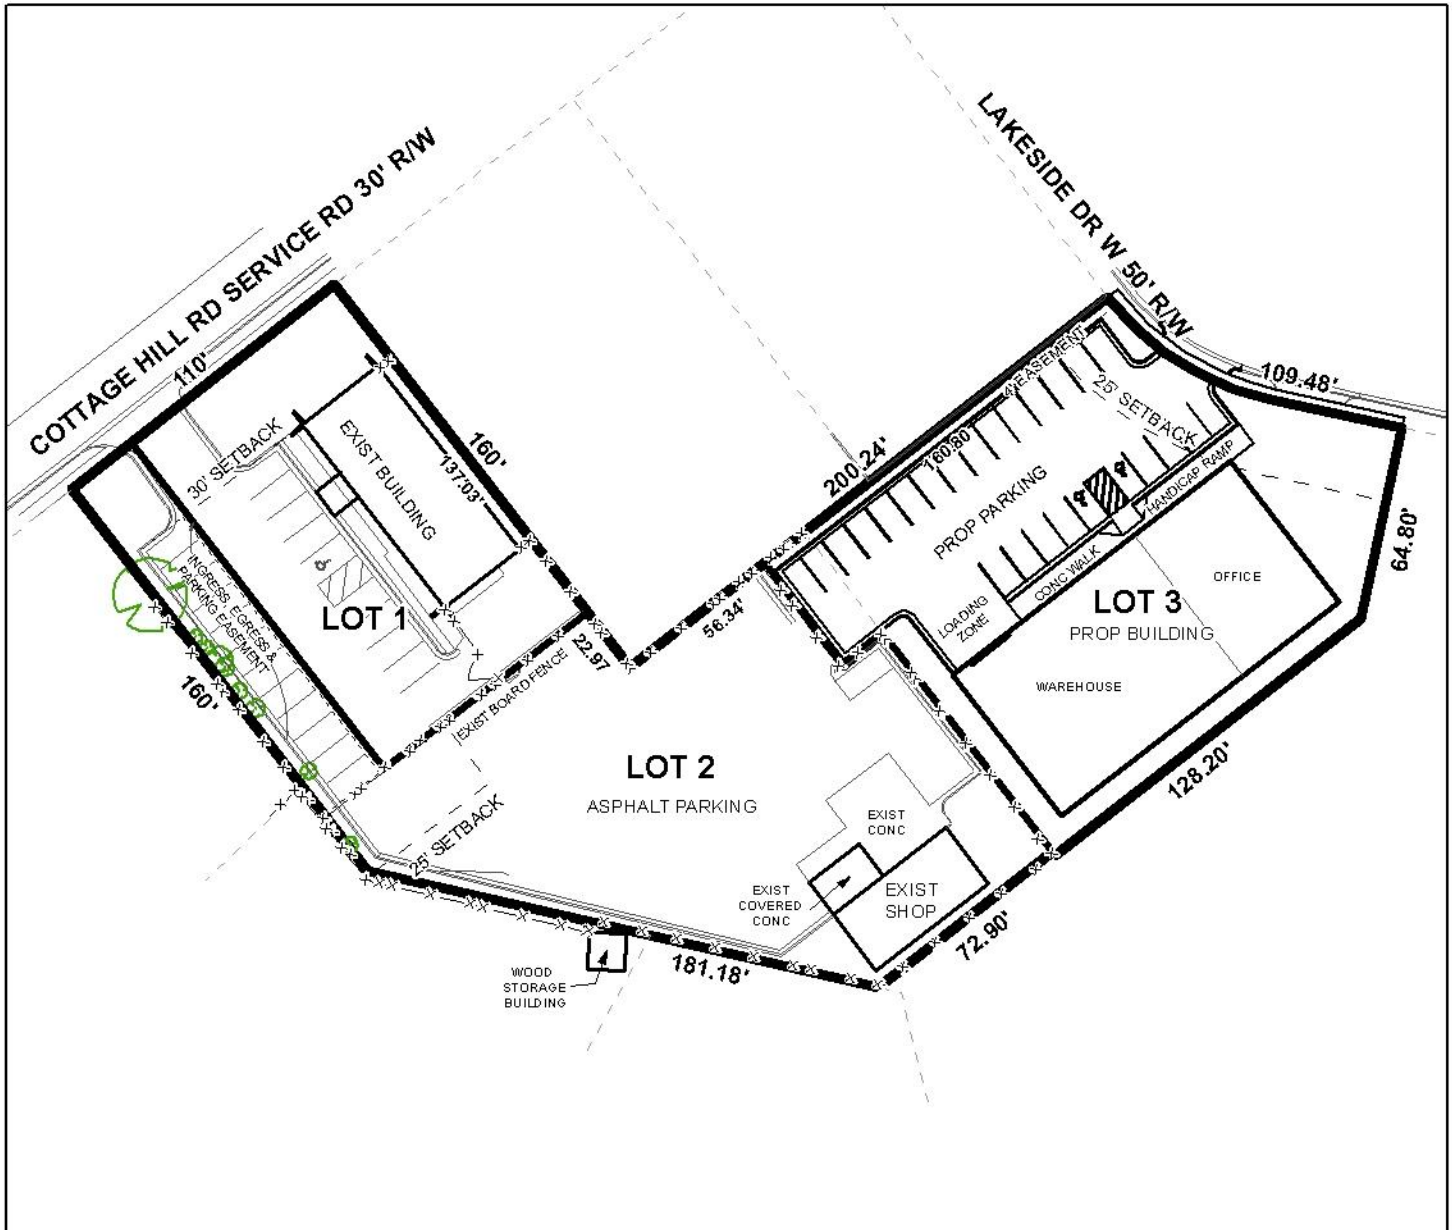 COTTAGE HILL RD SERVICE RD 30' R/W
LAKESIDE DR W 50' R/W
110'
30' SETBACK
EXIST BUILDING
137'03'
160'
INGRESS, EGRESS &
PARKING EASEMENT
LOT 1
160'
22.97
EXIST BOARD FENCE
56.34'
200.24'
160.80
EASEMENT
109.48'
25' SETBACK
PROP PARKING
HANDICAP RAMP
CONC WALK
LOADING
ZONE
64.80'
OFFICE
LOT 3
PROP BUILDING
WAREHOUSE
128.20'
LOT 2
ASPHALT PARKING
25' SETBACK
EXIST
CONC
EXIST
COVERED
CONC
EXIST
SHOP
72.90'
181.18'
WOOD
STORAGE
BUILDING